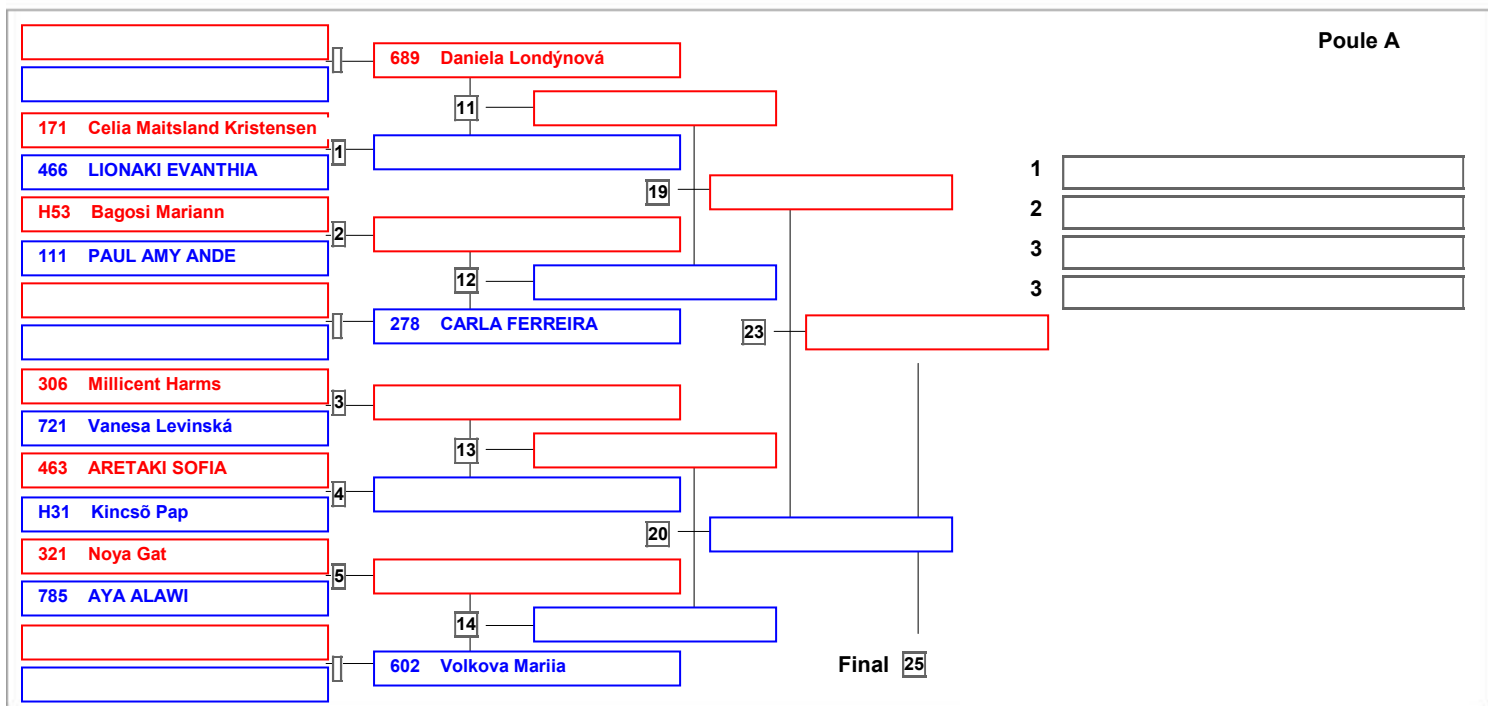 Poule A
689 Daniela Londýnová
11
171 Celia Maitsland Kristensen
1
466 LIONAKI EVANTHIA
19
H53 Bagosi Mariann
2
111 PAUL AMY ANDE
12
278 CARLA FERREIRA
23
306 Millicent Harms
3
721 Vanesa Levinská
13
463 ARETAKI SOFIA
4
H31 Kincsõ Pap
20
321 Noya Gat
5
785 AYA ALAWI
14
602 Volkova Mariia
Final 25
1
2
3
3